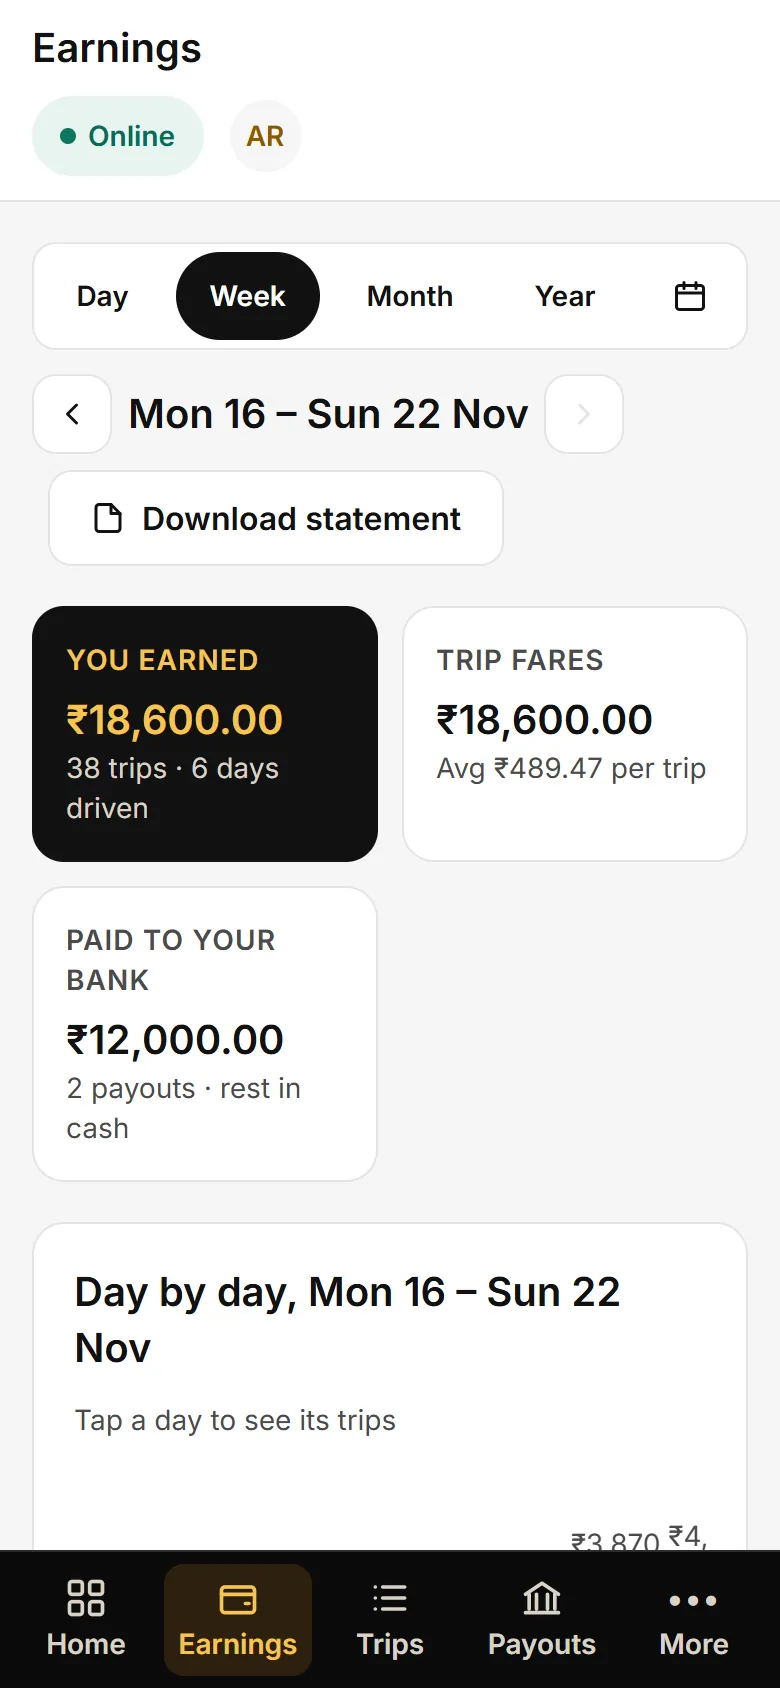 Earnings
Online
AR
Day Week Month Year
Mon 16 – Sun 22 Nov
Download statement
YOU EARNED
₹18,600.00
38 trips · 6 days
driven
TRIP FARES
₹18,600.00
Avg ₹489.47 per trip
PAID TO YOUR
BANK
₹12,000.00
2 payouts · rest in
cash
Day by day, Mon 16 – Sun 22
Nov
Tap a day to see its trips
₹3,870 ₹4,
Home Earnings Trips Payouts More